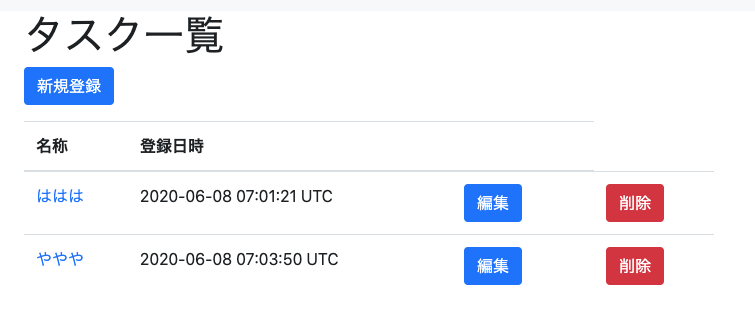 タスク一覧
新規登録
名称 登録日時
ははは 2020-06-08 07:01:21 UTC 編集 削除
ややや 2020-06-08 07:03:50 UTC 編集 削除